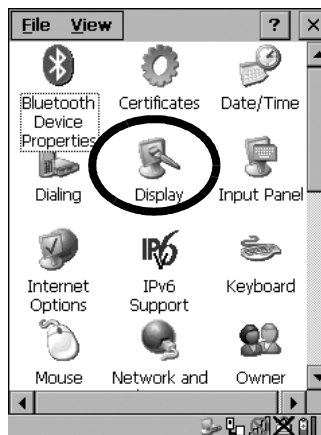 File View ? X
Bluetooth Device Properties
Certificates
Date/Time
Dialing
Display
Input Panel
Internet Options
IPv6
IPv6 Support
Keyboard
Mouse
Network and
Owner